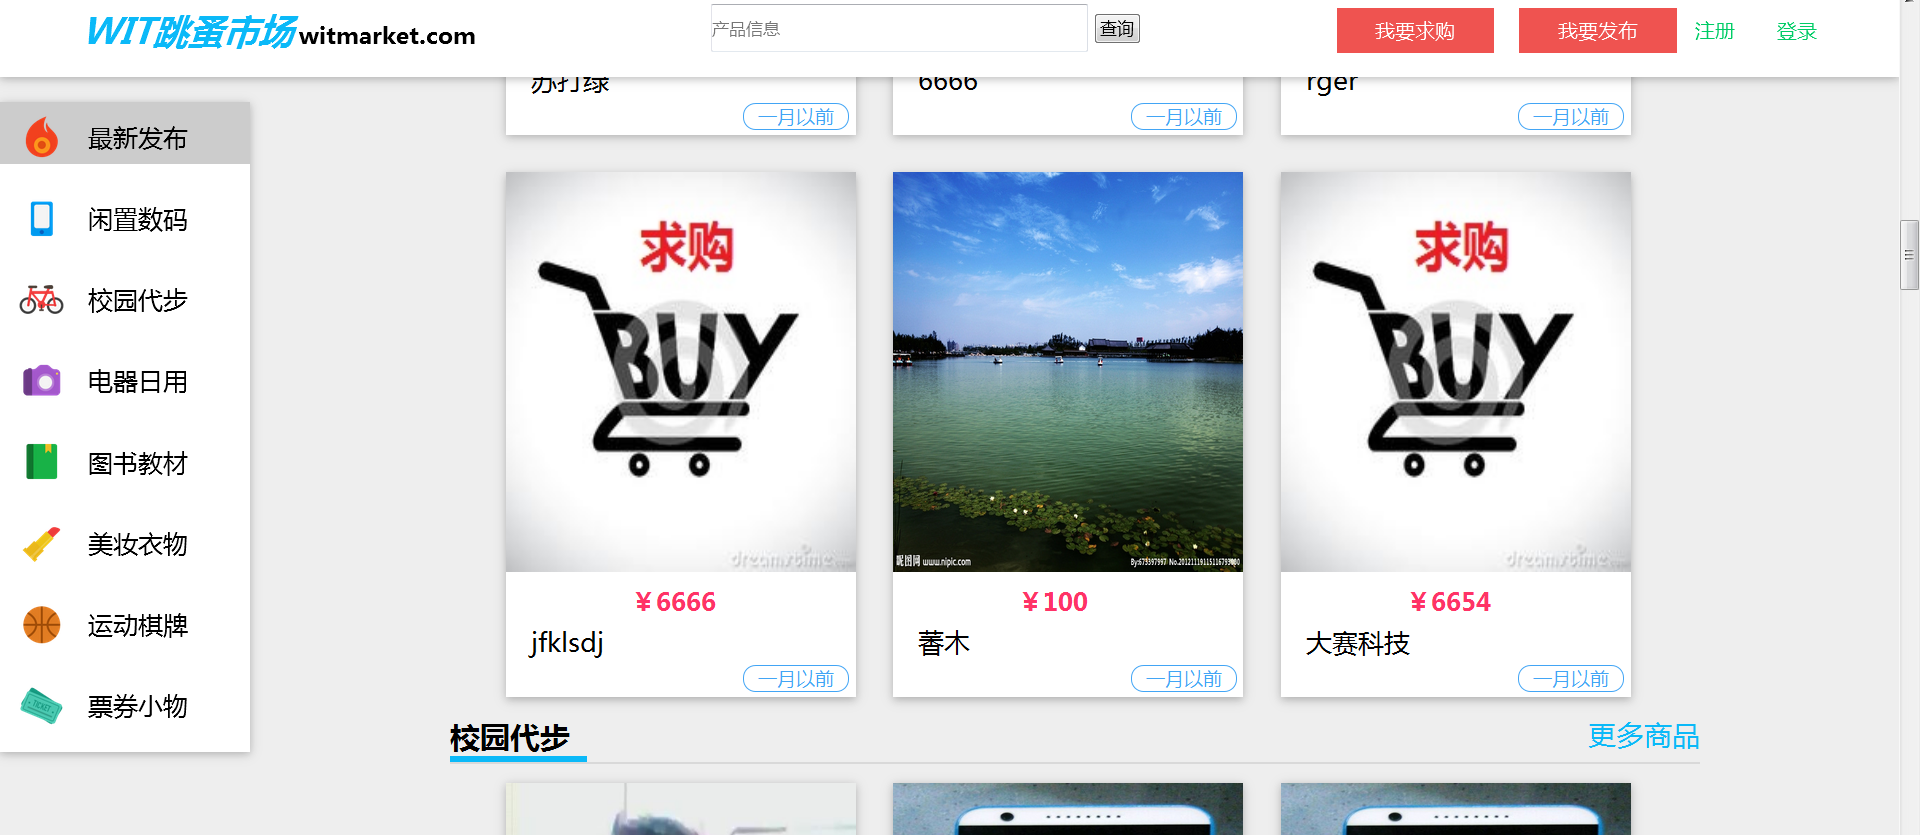 WIT跳蚤市场witmarket.com
产品信息
查询
我要求购
我要发布
注册
登录
最新发布
闲置数码
校园代步
电器日用
图书教材
美妆衣物
运动棋牌
票券小物
苏打绿
6666
rger
一月以前
一月以前
一月以前
求购
BUY
dreamstime
昵图网 www.nipic.com
求购
BUY
dreamstime
￥6666
￥100
￥6654
jfklsdj
萫木
大赛科技
一月以前
一月以前
一月以前
校园代步
更多商品